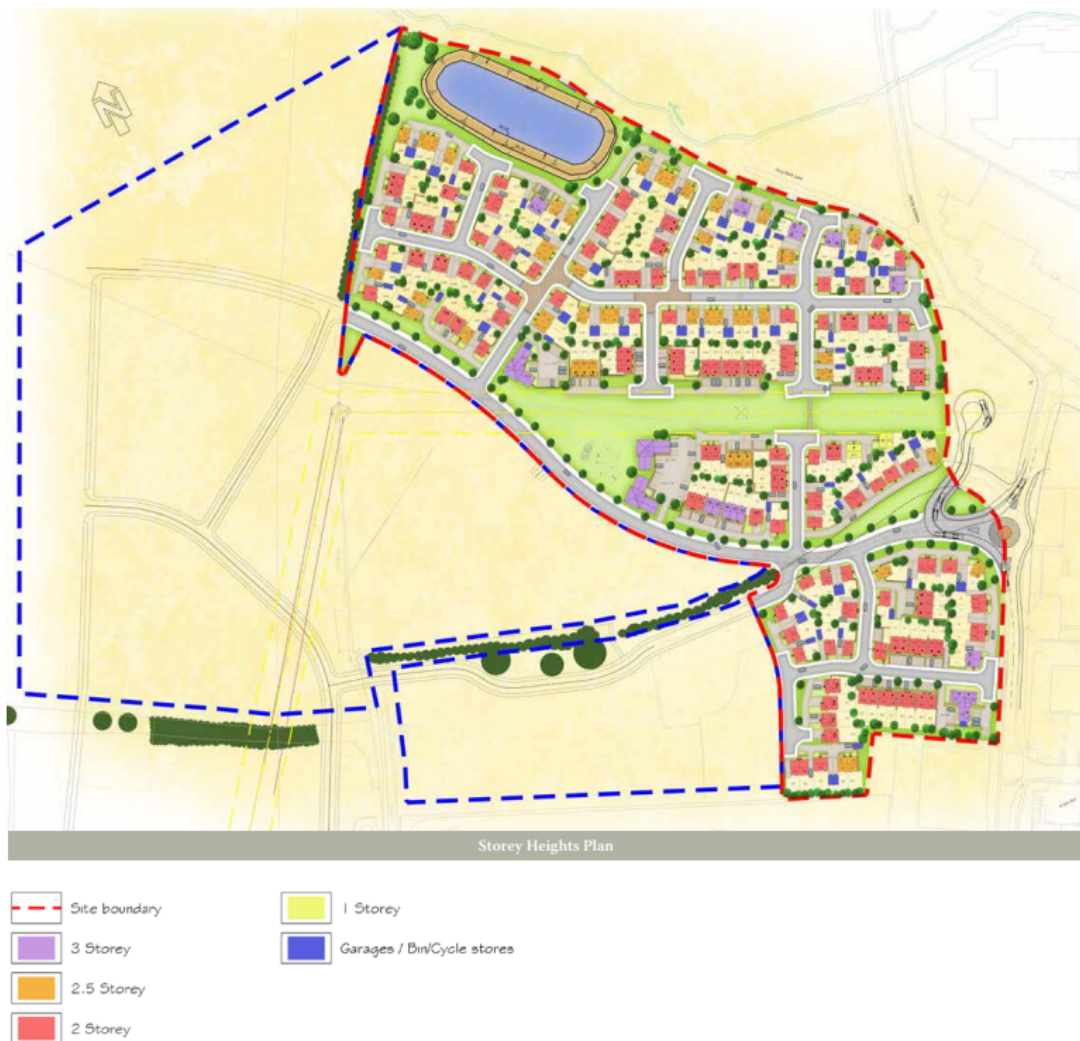 N
Storey Heights Plan
Site boundary
3 Storey
2.5 Storey
2 Storey
1 Storey
Garages / Bin/Cycle stores